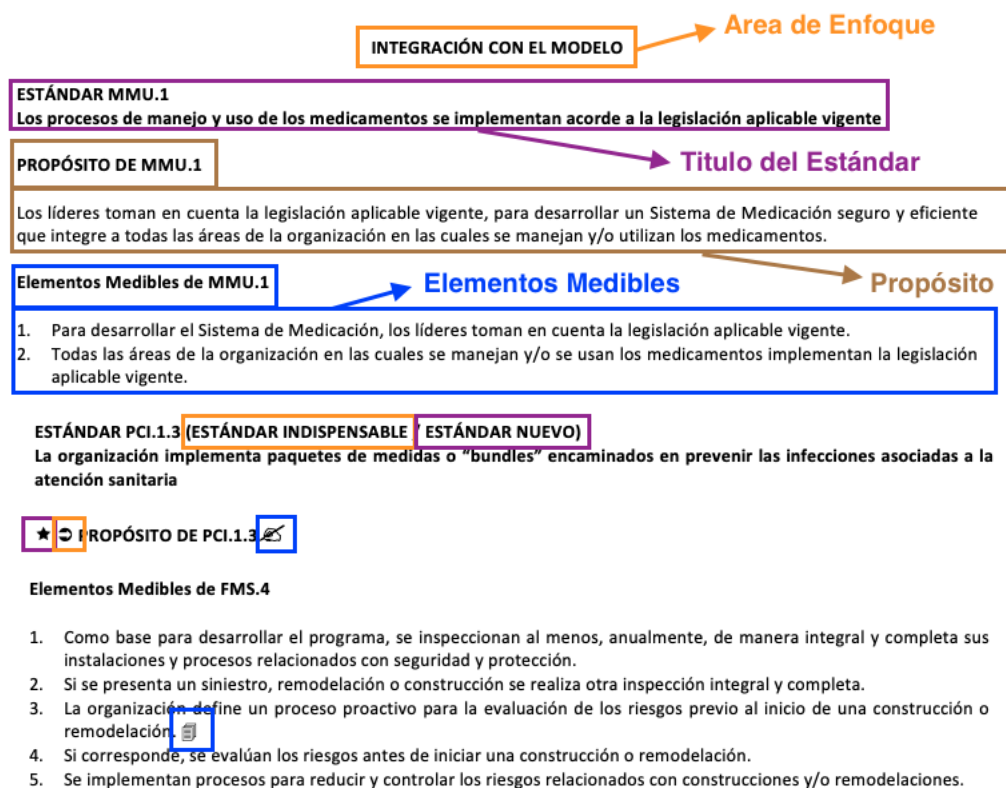 INTEGRACIÓN CON EL MODELO
Area de Enfoque
ESTÁNDAR MMU.1
Los procesos de manejo y uso de los medicamentos se implementan acorde a la legislación aplicable vigente
Titulo del Estándar
PROPÓSITO DE MMU.1
Los líderes toman en cuenta la legislación aplicable vigente, para desarrollar un Sistema de Medicación seguro y eficiente
que integre a todas las áreas de la organización en las cuales se manejan y/o utilizan los medicamentos.
Propósito
Elementos Medibles de MMU.1
Elementos Medibles
1. Para desarrollar el Sistema de Medicación, los líderes toman en cuenta la legislación aplicable vigente.
2. Todas las áreas de la organización en las cuales se manejan y/o se usan los medicamentos implementan la legislación
aplicable vigente.
ESTÁNDAR PCI.1.3 (ESTÁNDAR INDISPENSABLE / ESTÁNDAR NUEVO)
La organización implementa paquetes de medidas o “bundles” encaminados en prevenir las infecciones asociadas a la
atención sanitaria
★ ➲ PROPÓSITO DE PCI.1.3 ✍
Elementos Medibles de FMS.4
1. Como base para desarrollar el programa, se inspeccionan al menos, anualmente, de manera integral y completa sus
instalaciones y procesos relacionados con seguridad y protección.
2. Si se presenta un siniestro, remodelación o construcción se realiza otra inspección integral y completa.
3. La organización define un proceso proactivo para la evaluación de los riesgos previo al inicio de una construcción o
remodelación.
4. Si corresponde, se evalúan los riesgos antes de iniciar una construcción o remodelación.
5. Se implementan procesos para reducir y controlar los riesgos relacionados con construcciones y/o remodelaciones.